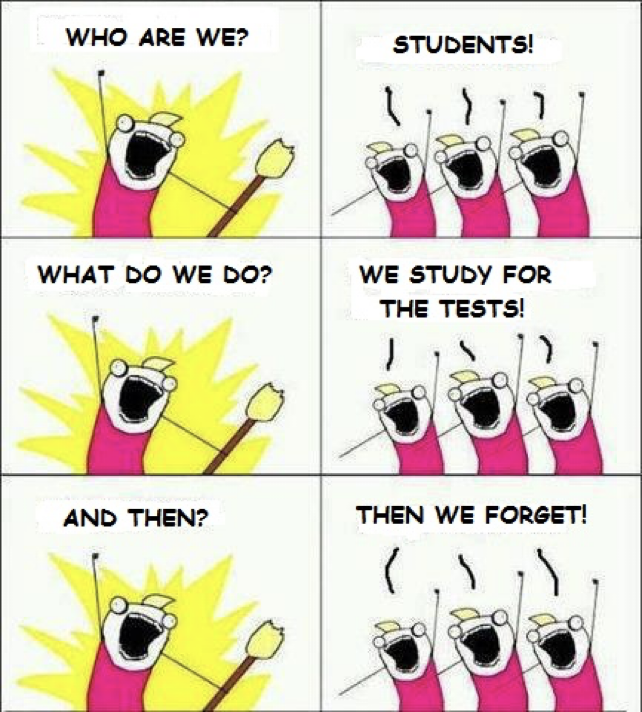 WHO ARE WE?
STUDENTS!
WHAT DO WE DO?
WE STUDY FOR
THE TESTS!
AND THEN?
THEN WE FORGET!